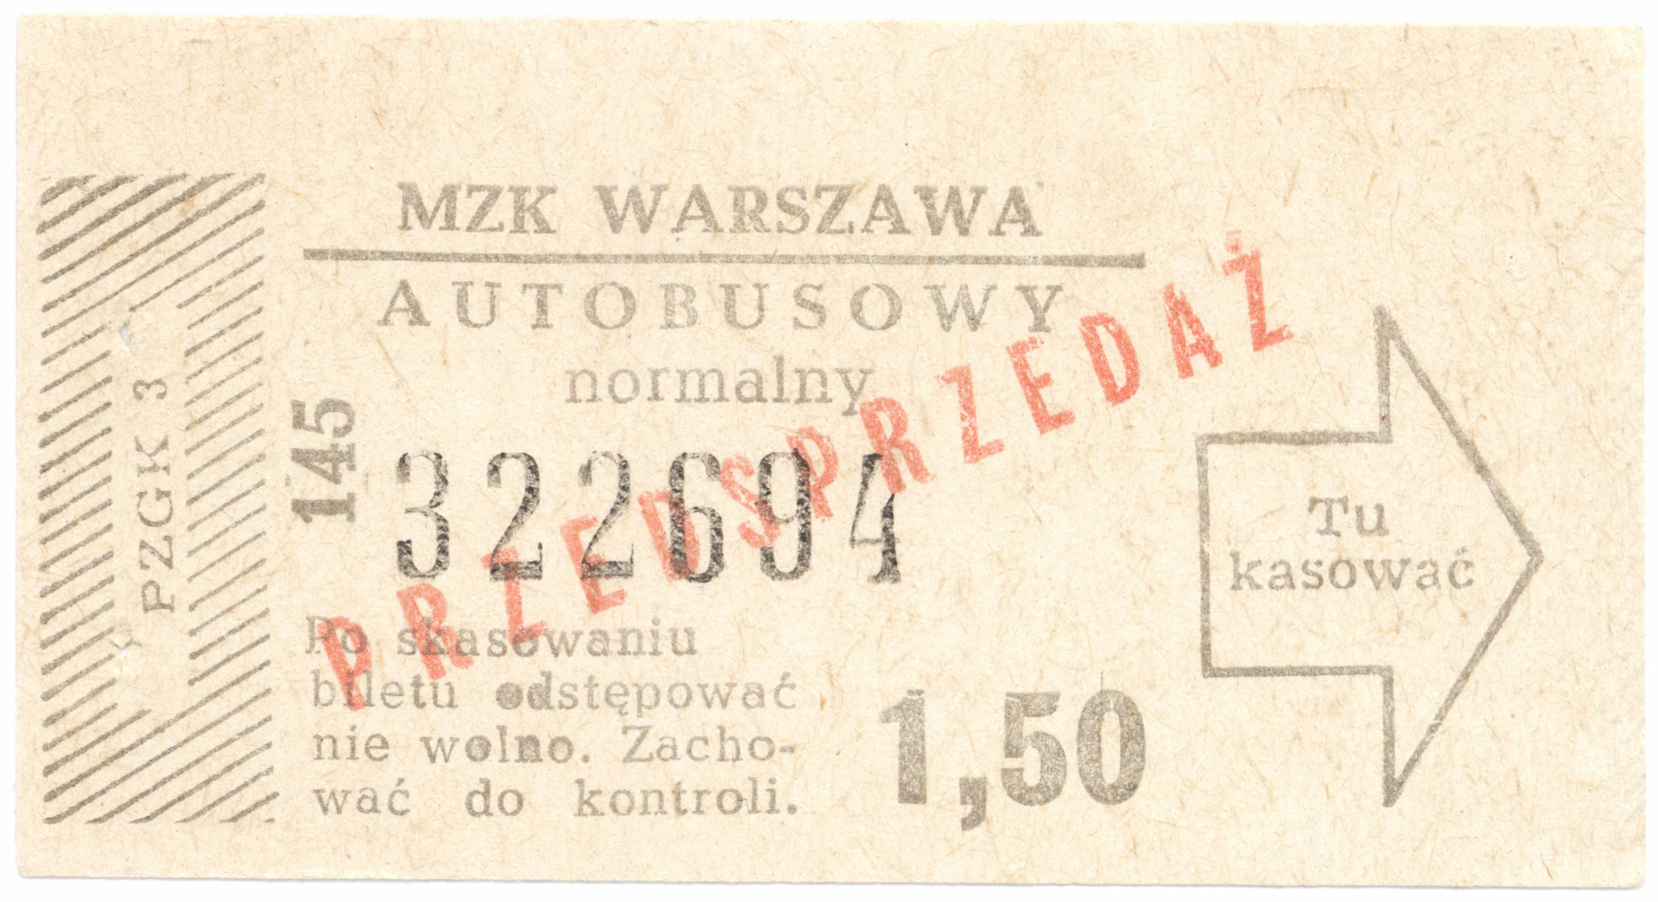 MZK WARSZAWA
AUTOBUSOWY
normalny
PZGK 3
145
322694
PRZEDSPRZEDAŻ
Po skasowaniu
biletu odstępować
nie wolno. Zacho-
wać do kontroli.
1,50
Tu
kasować